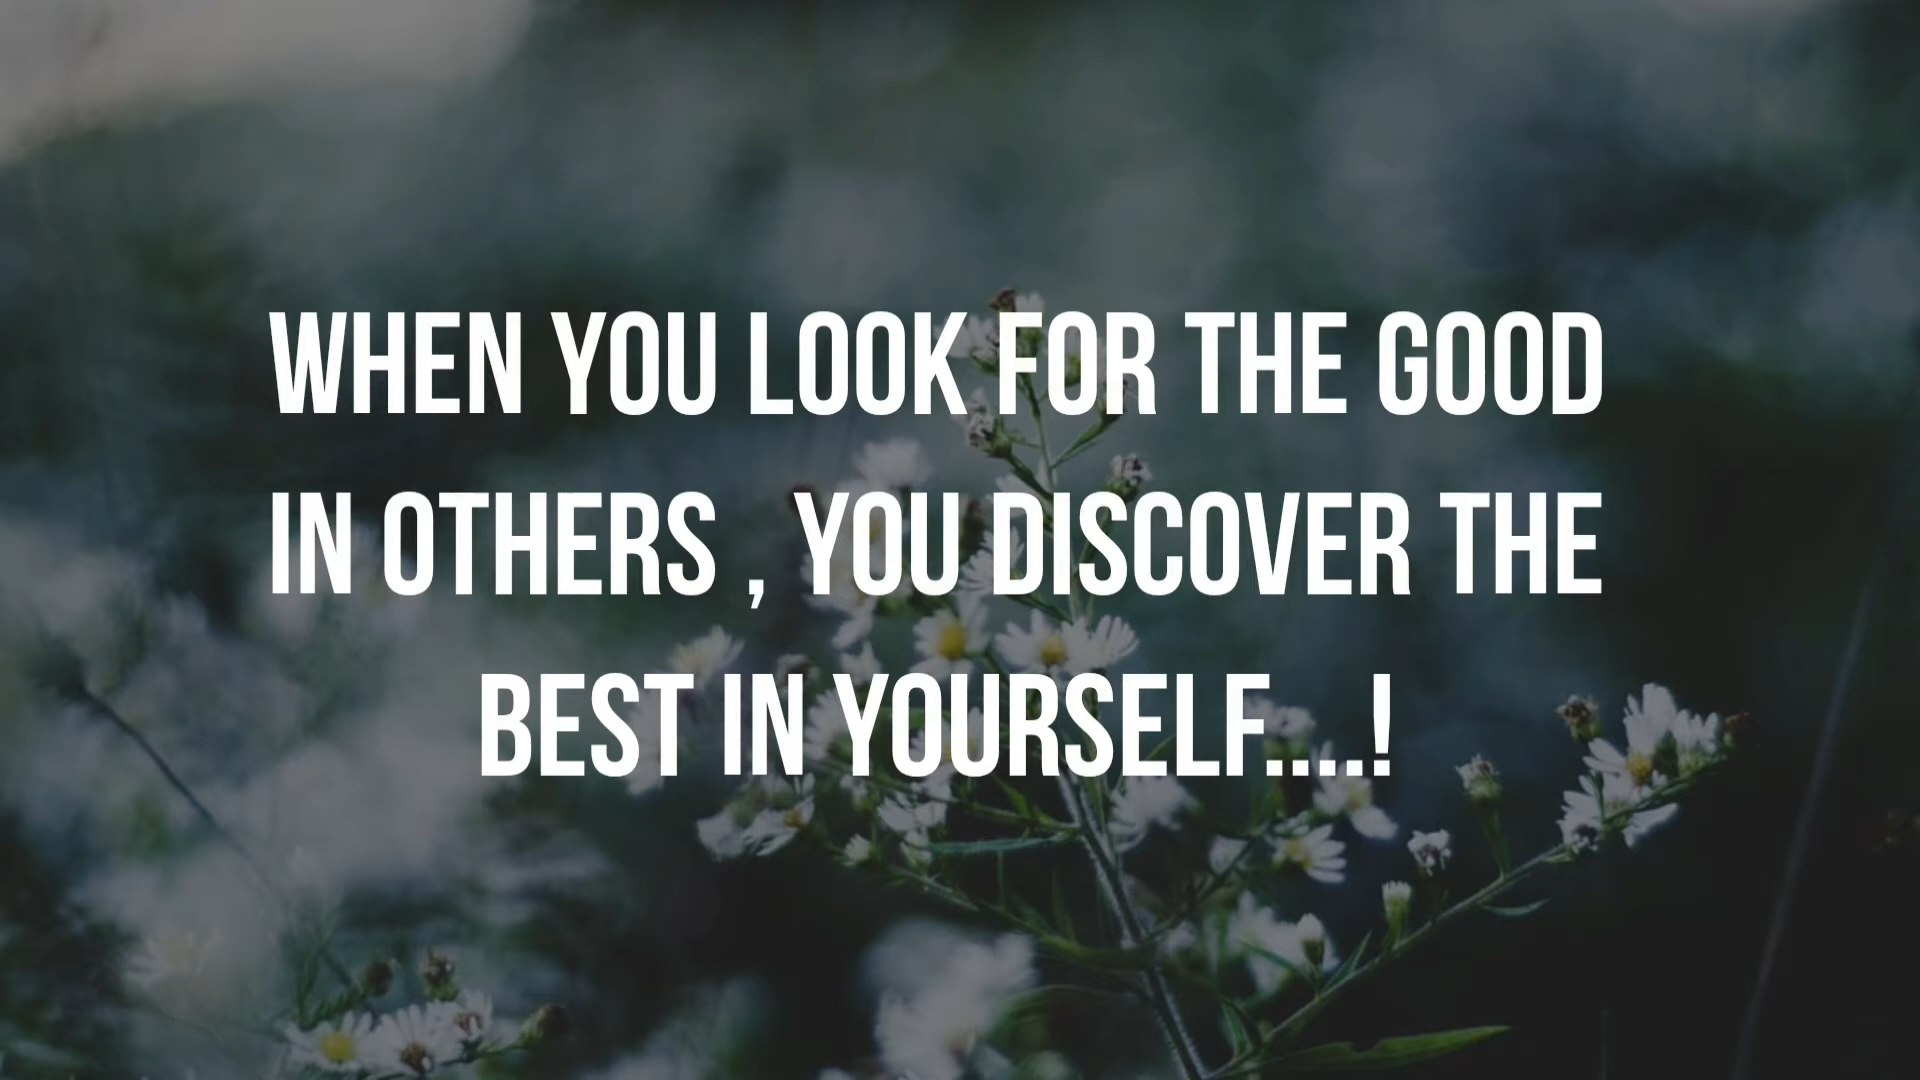 WHEN YOU LOOK FOR THE GOOD
IN OTHERS , YOU DISCOVER THE
BEST IN YOURSELF....!